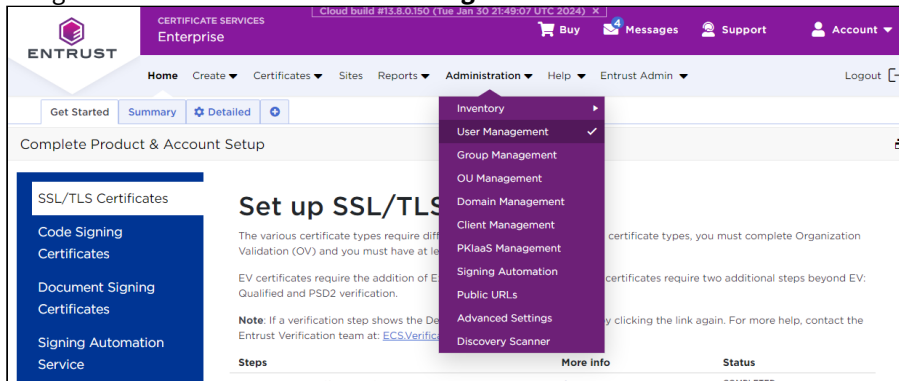 Cloud build #13.8.0.150 (Tue Jan 30 21:49:07 UTC 2024) ×
ENTRUST
CERTIFICATE SERVICES
Enterprise
Buy
4 Messages
Support
Account
Home Create Certificates Sites Reports Administration Help Entrust Admin Logout
Get Started Summary Detailed
Complete Product & Account Setup
Inventory
User Management
Group Management
OU Management
Domain Management
Client Management
PKIaaS Management
Signing Automation
Public URLs
Advanced Settings
Discovery Scanner
SSL/TLS Certificates
Code Signing
Certificates
Document Signing
Certificates
Signing Automation
Service
Set up SSL/TLS
The various certificate types require certificate types, you must complete Organization
Validation (OV) and you must have at
EV certificates require the addition of certificates require two additional steps beyond EV:
Qualified and PSD2 verification.
Note: If a verification step shows the by clicking the link again. For more help, contact the
Entrust Verification team at:
Steps More info Status